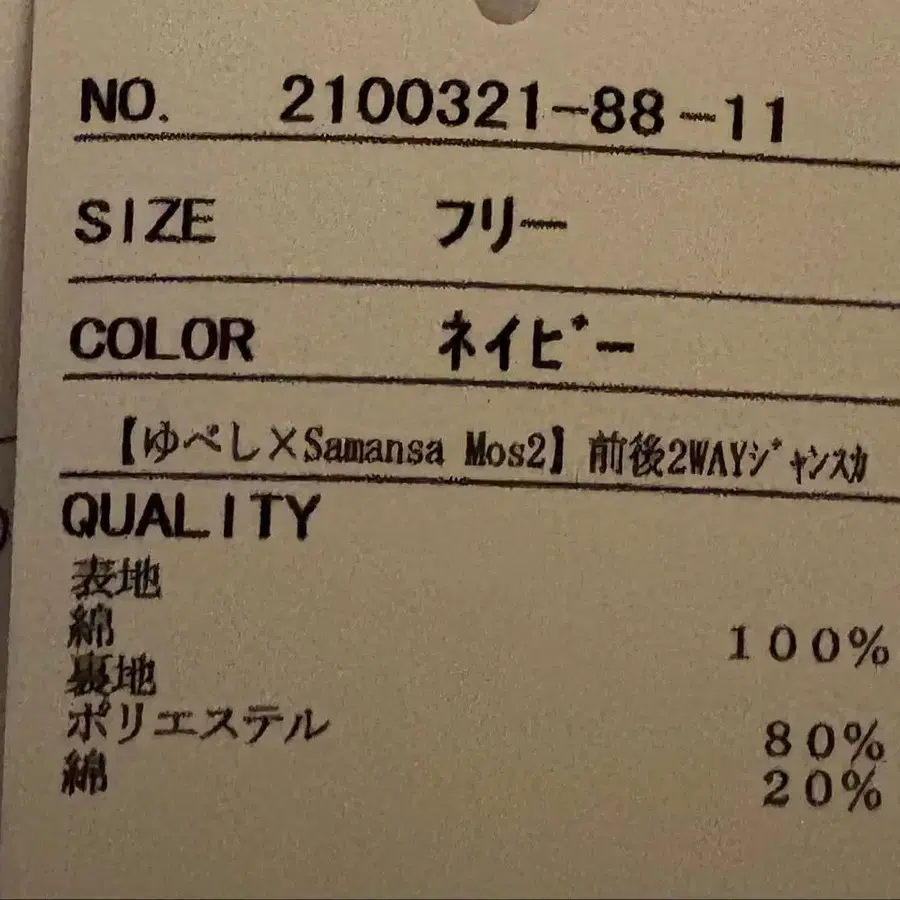 NO. 2100321-88-11
SIZE フリー
COLOR ネイビー
【ゆべし×Samansa Mos2】前後2WAYジャンスカ
QUALITY
表地
綿 100%
裏地
ポリエステル 80%
綿 20%